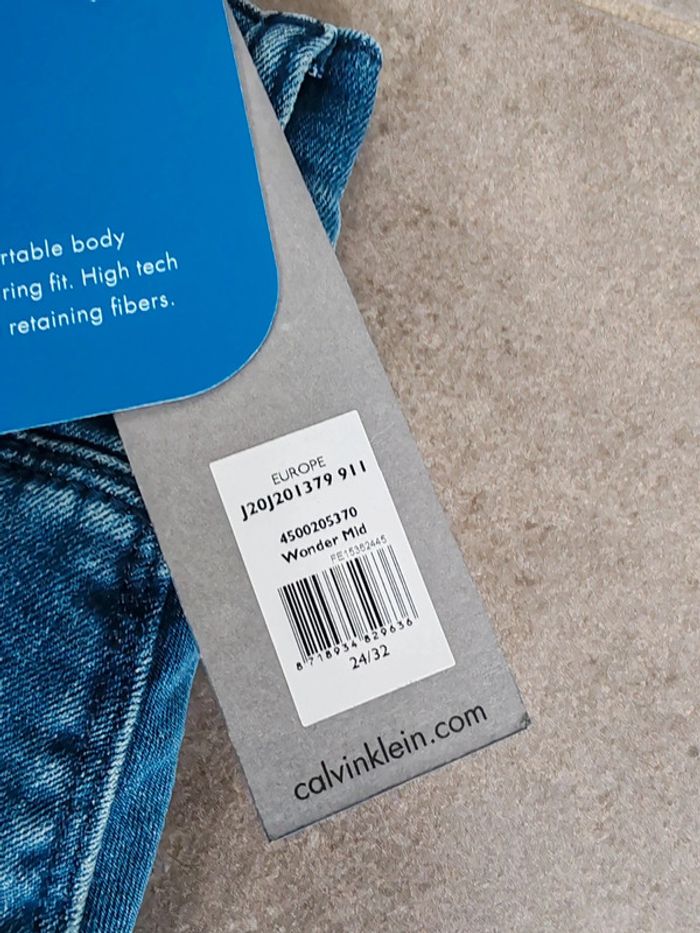 rtable body
ring fit. High tech
retaining fibers.
EUROPE
J20J201379 911
4500205370
Wonder Mid
FE15382445
8 718934 829636
24/32
calvinklein.com